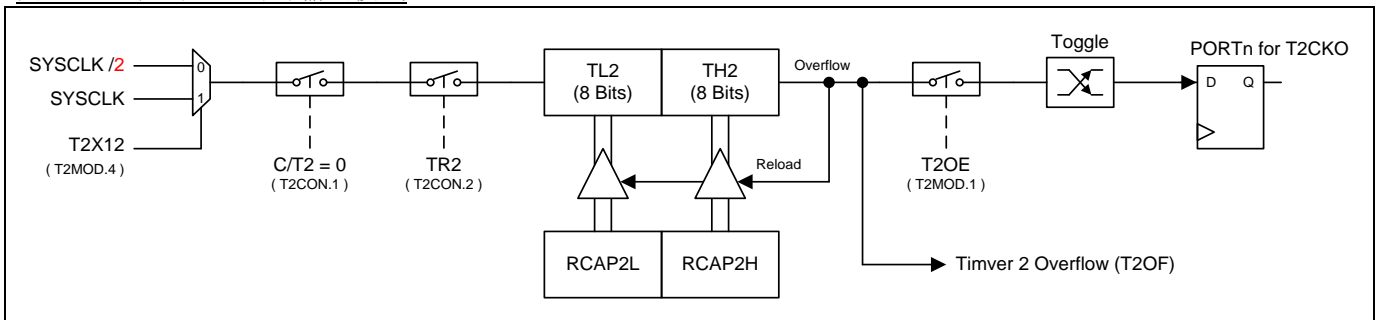 Toggle
PORTn for T2CKO
SYSCLK /2
0
TL2
(8 Bits)
TH2
(8 Bits)
Overflow
D Q
SYSCLK
1
T2X12
( T2MOD.4 )
C/T2 = 0
( T2CON.1 )
TR2
( T2CON.2 )
Reload
T2OE
( T2MOD.1 )
RCAP2L
RCAP2H
Timver 2 Overflow (T2OF)